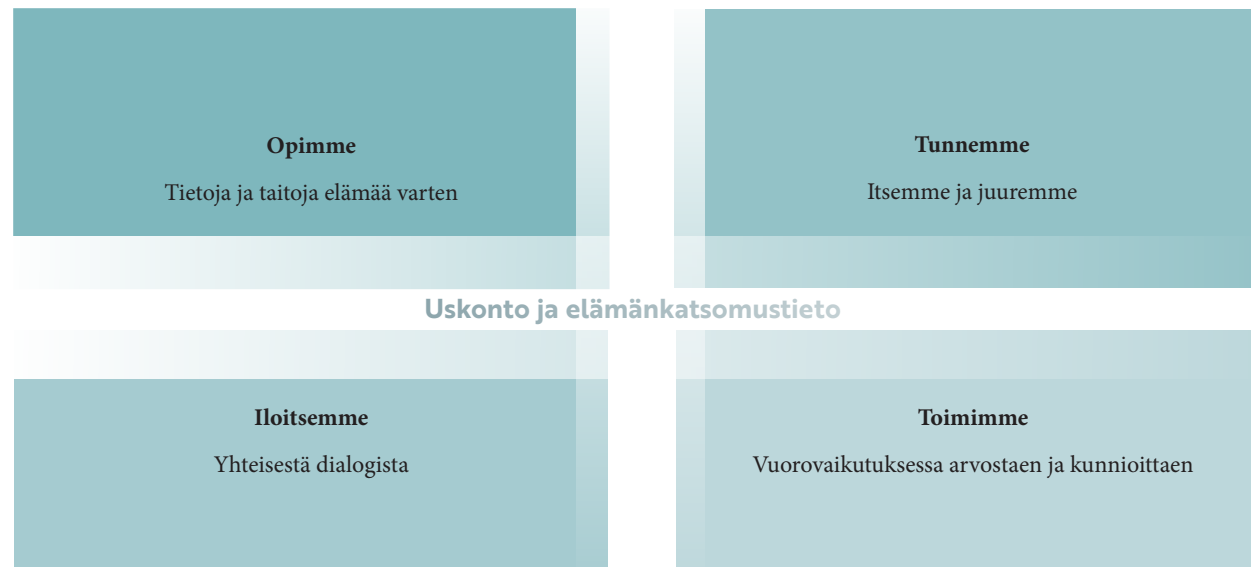 Opimme
Tietoja ja taitoja elämää varten
Tunnemme
Itsemme ja juuremme
Uskonto ja elämänkatsomustieto
Iloitsemme
Yhteisestä dialogista
Toimimme
Vuorovaikutuksessa arvostaen ja kunnioittaen